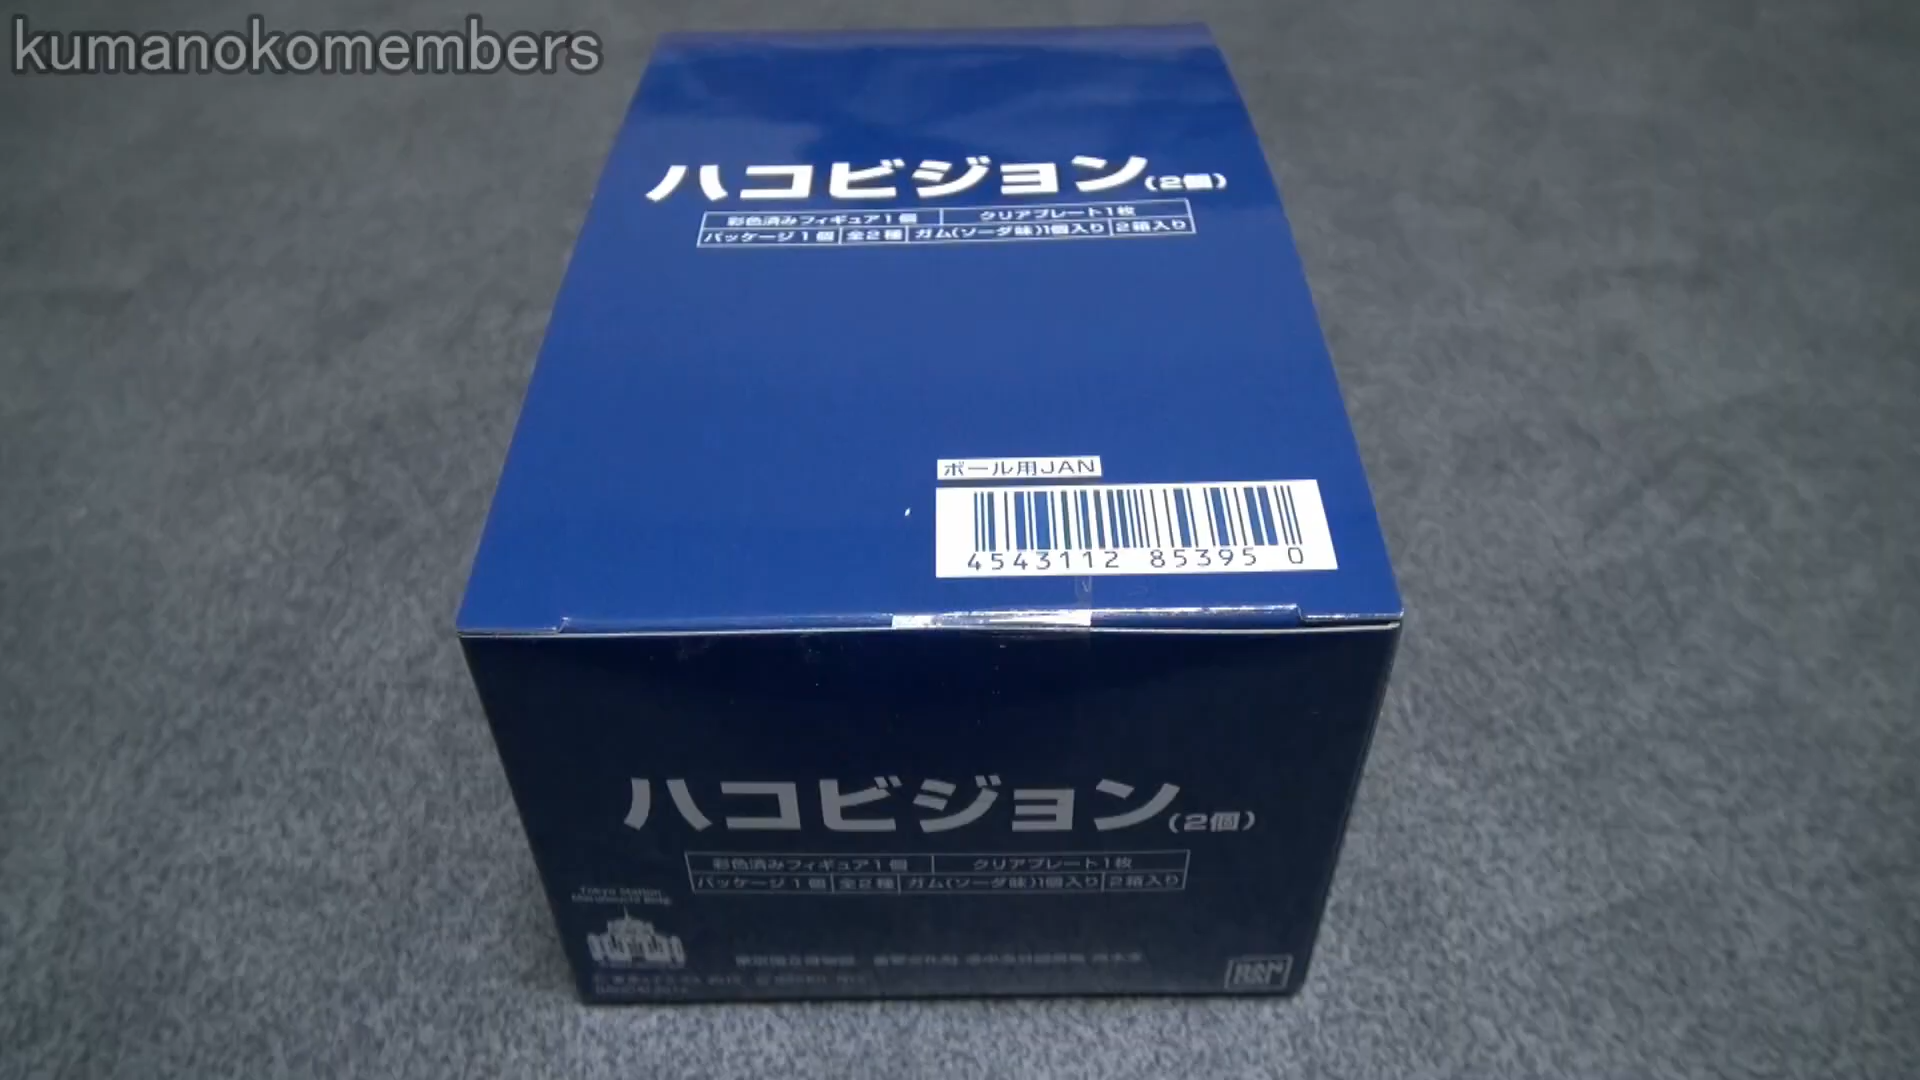 kumanokomembers
ハコビジョン(2個)
彩色済みフィギュア1個 クリアプレート1枚
パッケージ1個 全2種 ガム(ソーダ味)1個入り 2箱入り
ボール用JAN
4543112 85395 0
ハコビジョン(2個)
彩色済みフィギュア1個 クリアプレート1枚
パッケージ1個 全2種 ガム(ソーダ味)1個入り 2箱入り
Tokyo Station
Marunouchi Bldg.